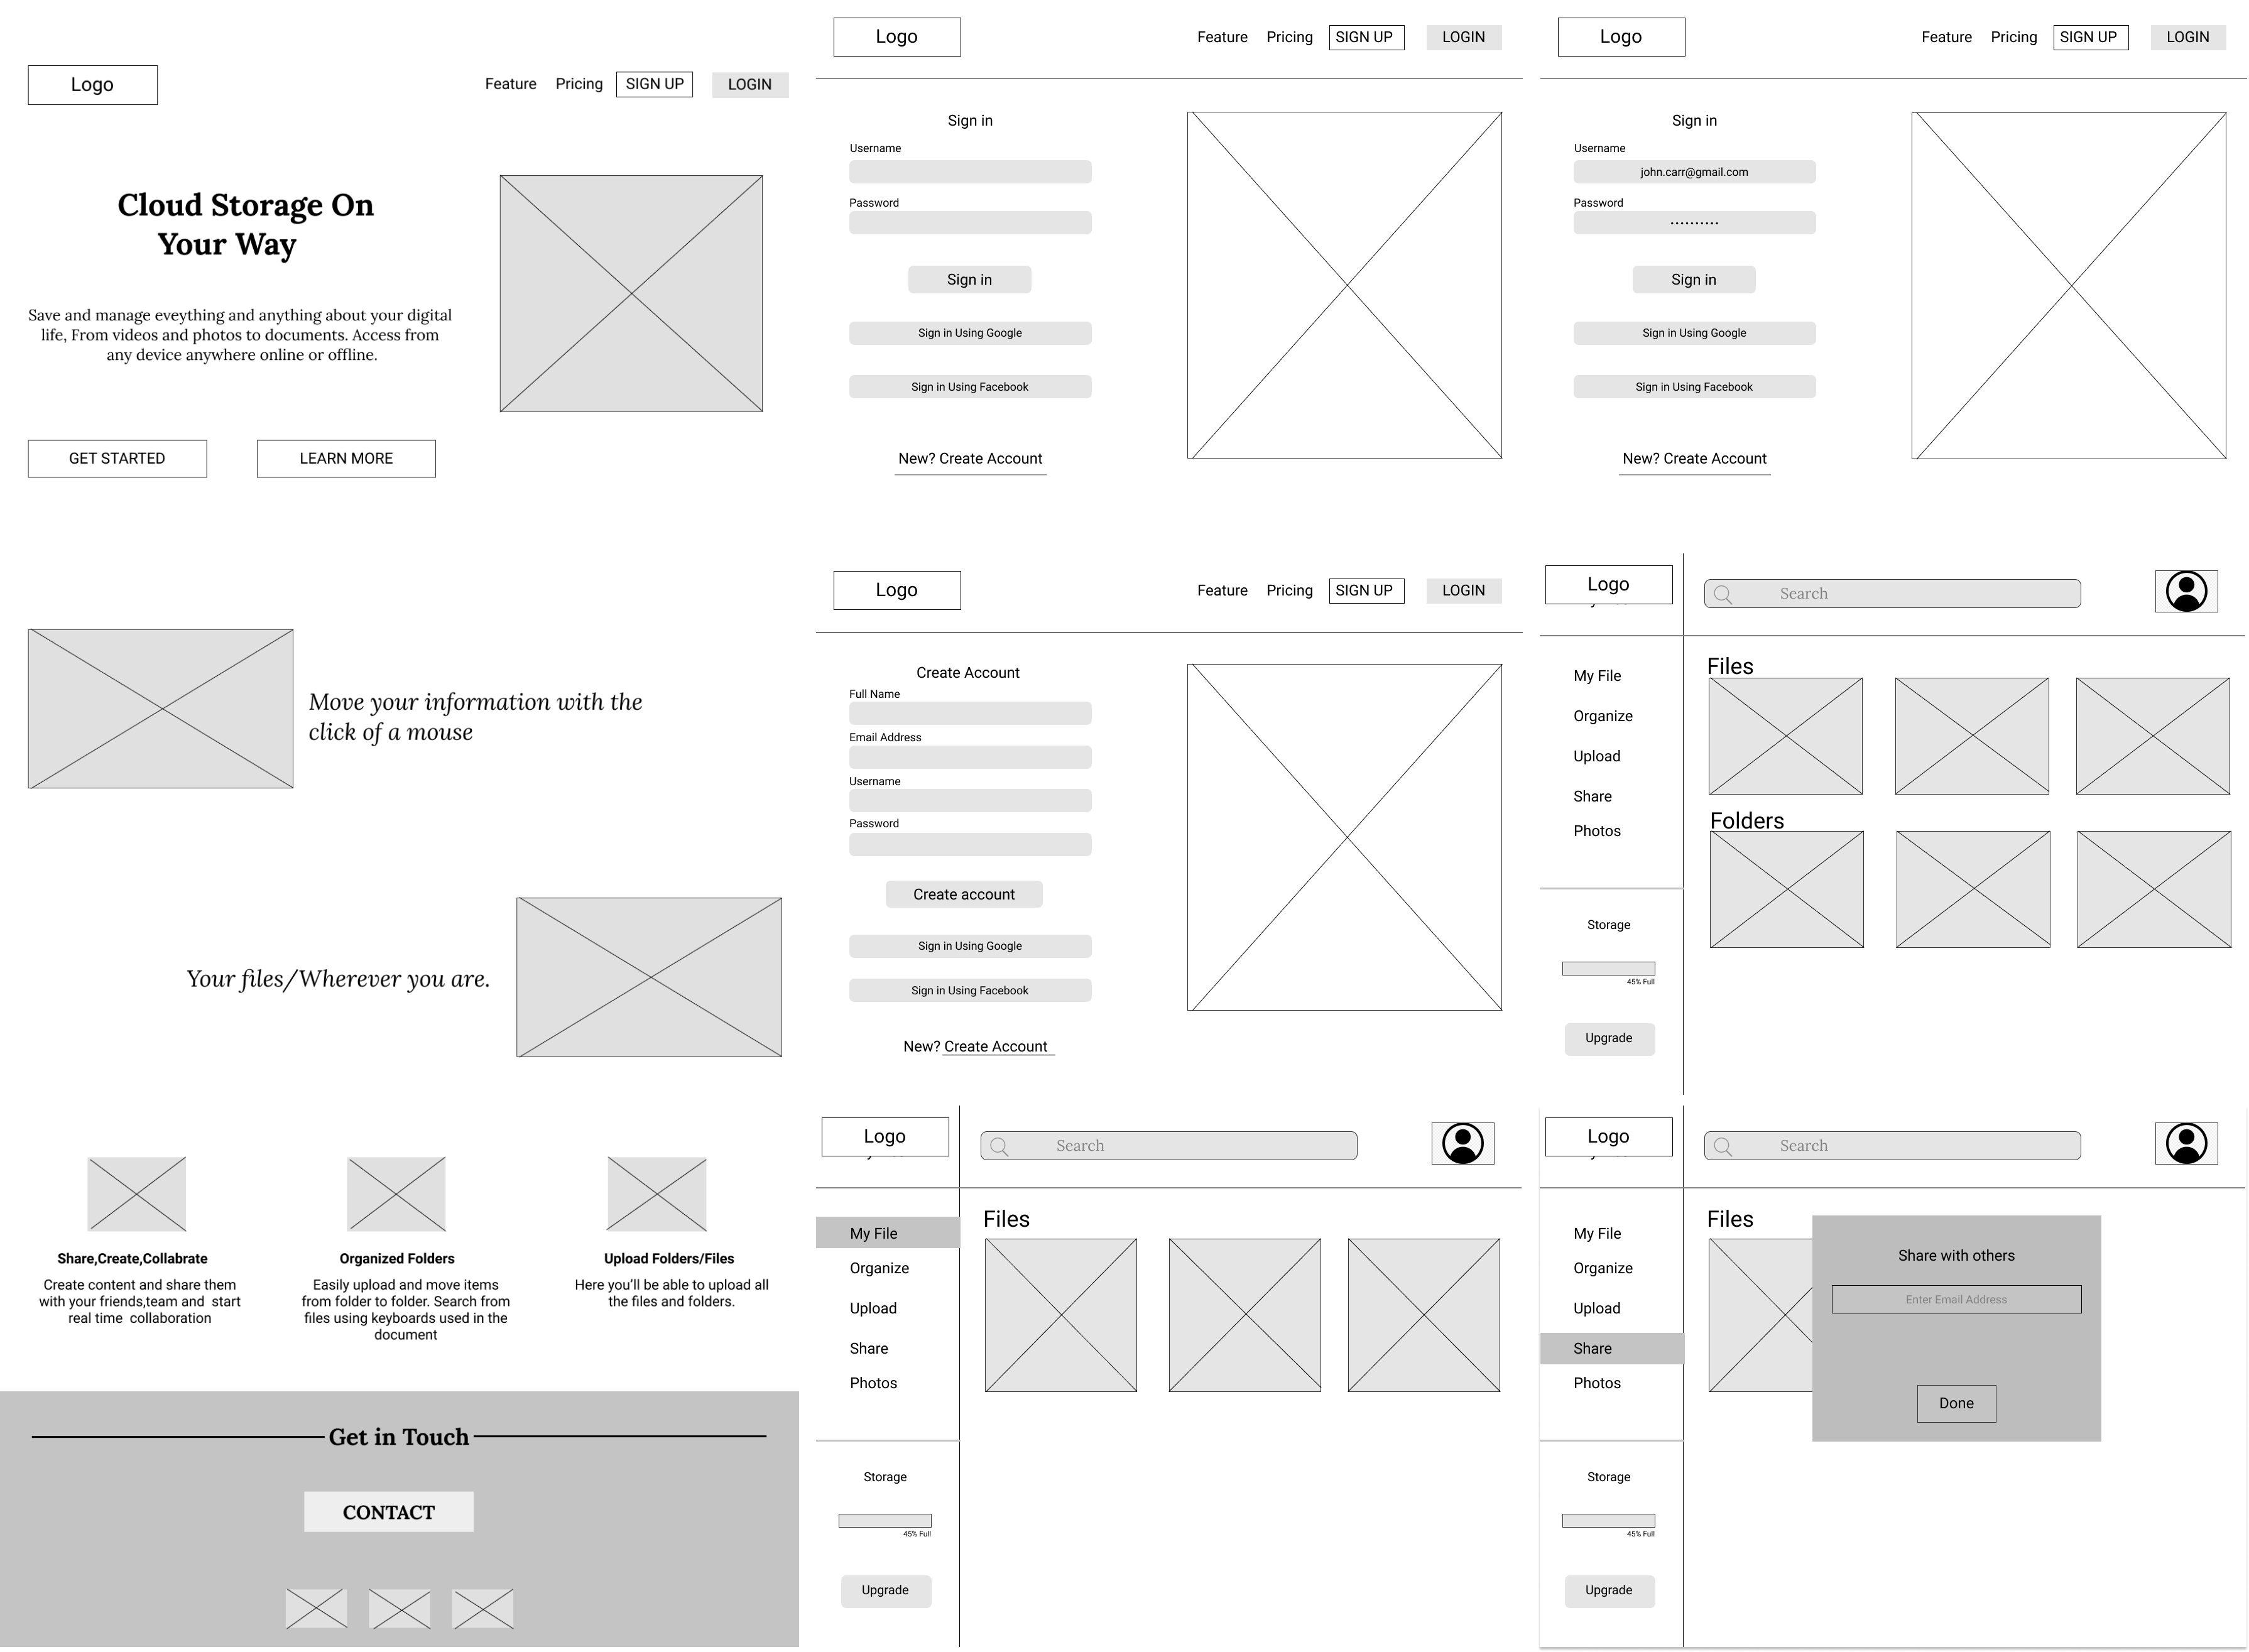 Logo
Feature
Pricing
SIGN UP
LOGIN
Cloud Storage On
Your Way
Save and manage eveything and anything about your digital
life, From videos and photos to documents. Access from
any device anywhere online or offline.
GET STARTED
LEARN MORE
Move your information with the
click of a mouse
Your files/Wherever you are.
Share,Create,Collabrate
Create content and share them
with your friends,team and start
real time collaboration
Organized Folders
Easily upload and move items
from folder to folder. Search from
files using keyboards used in the
document
Upload Folders/Files
Here you'll be able to upload all
the files and folders.
Get in Touch
CONTACT
Logo
Feature
Pricing
SIGN UP
LOGIN
Sign in
Username
Password
Sign in
Sign in Using Google
Sign in Using Facebook
New? Create Account
Logo
Feature
Pricing
SIGN UP
LOGIN
Sign in
Username
john.carr@gmail.com
Password
..........
Sign in
Sign in Using Google
Sign in Using Facebook
New? Create Account
Logo
Feature
Pricing
SIGN UP
LOGIN
Create Account
Full Name
Email Address
Username
Password
Create account
Sign in Using Google
Sign in Using Facebook
New? Create Account
Logo
Search
My File
Organize
Upload
Share
Photos
Storage
45% Full
Upgrade
Files
Folders
Logo
Search
My File
Organize
Upload
Share
Photos
Storage
45% Full
Upgrade
Files
Logo
Search
My File
Organize
Upload
Share
Photos
Storage
45% Full
Upgrade
Files
Share with others
Enter Email Address
Done